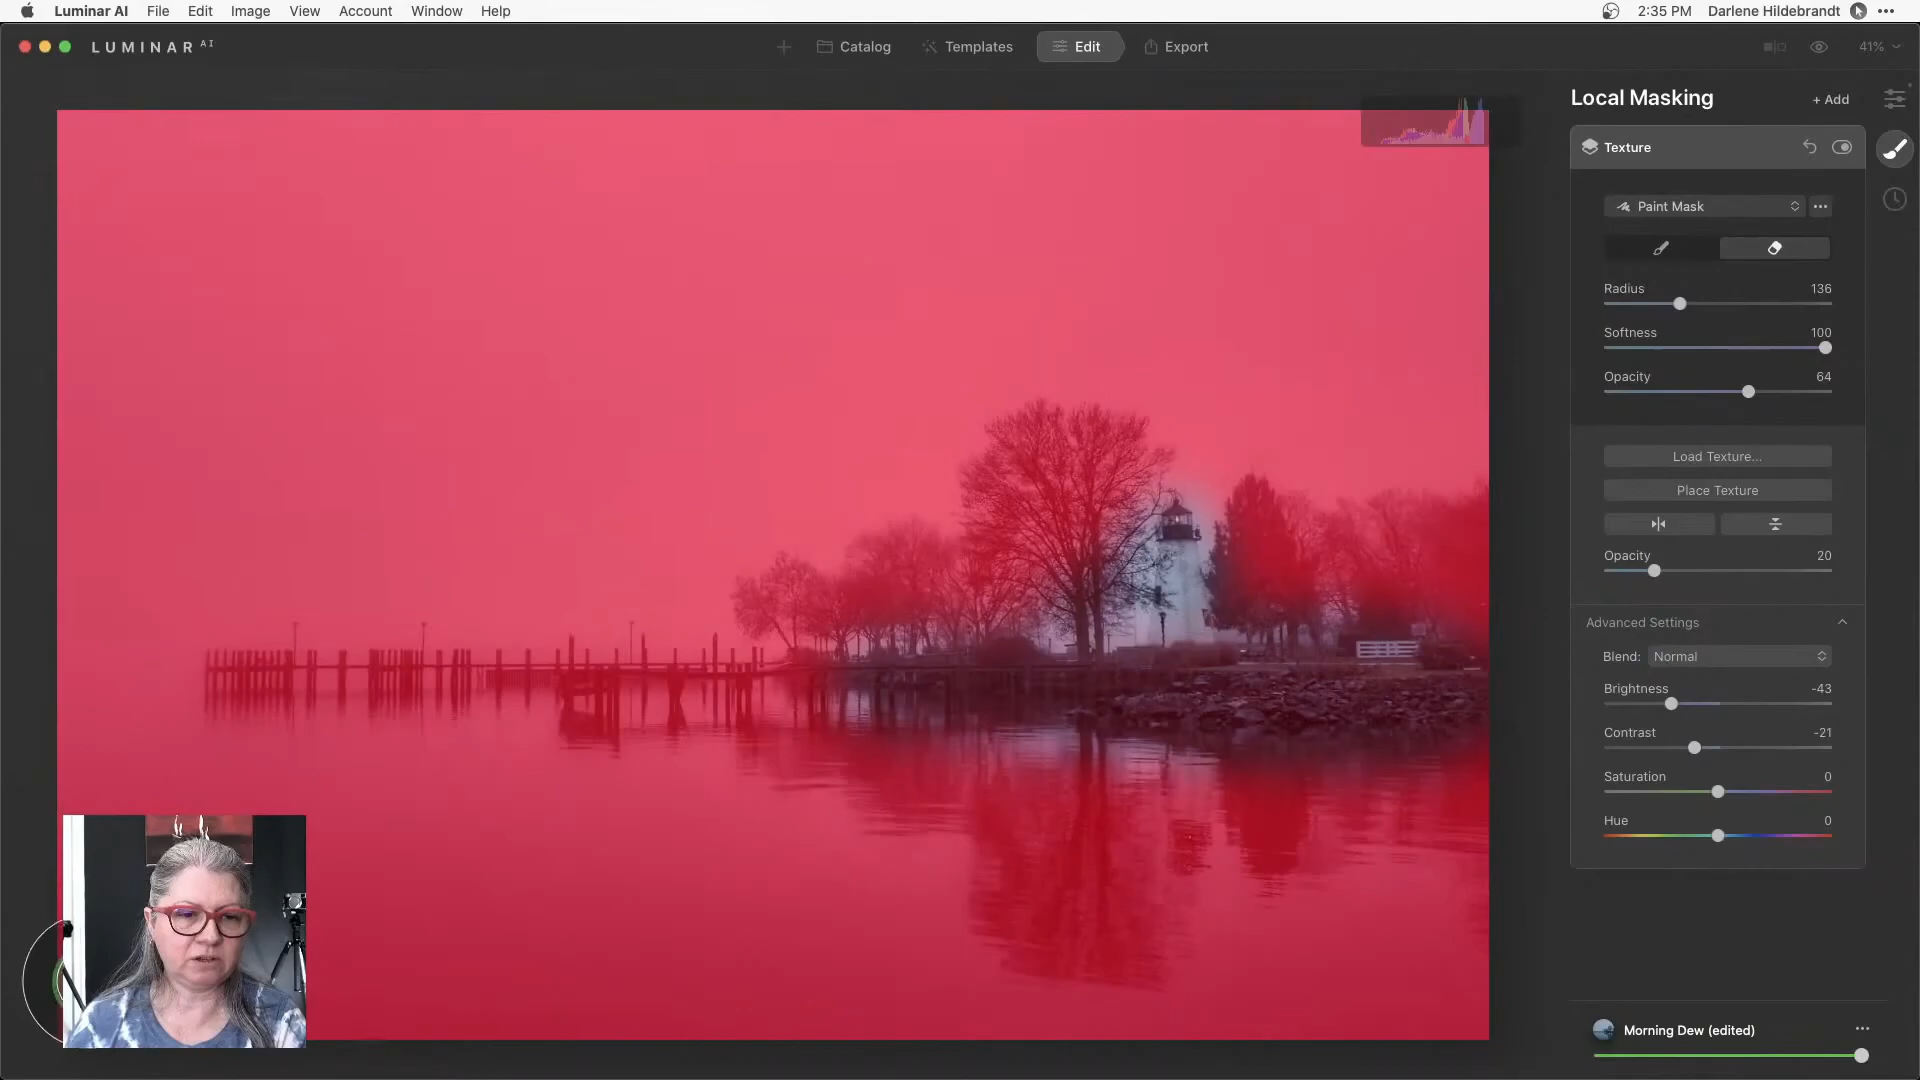 Luminar AI File Edit Image View Account Window Help 2:35 PM Darlene Hildebrandt
LUMINAR AI Catalog Templates Edit Export 41%
Local Masking + Add
Texture
Paint Mask
Radius 136
Softness 100
Opacity 64
Load Texture...
Place Texture
Opacity 20
Advanced Settings
Blend: Normal
Brightness -43
Contrast -21
Saturation 0
Hue 0
Morning Dew (edited)